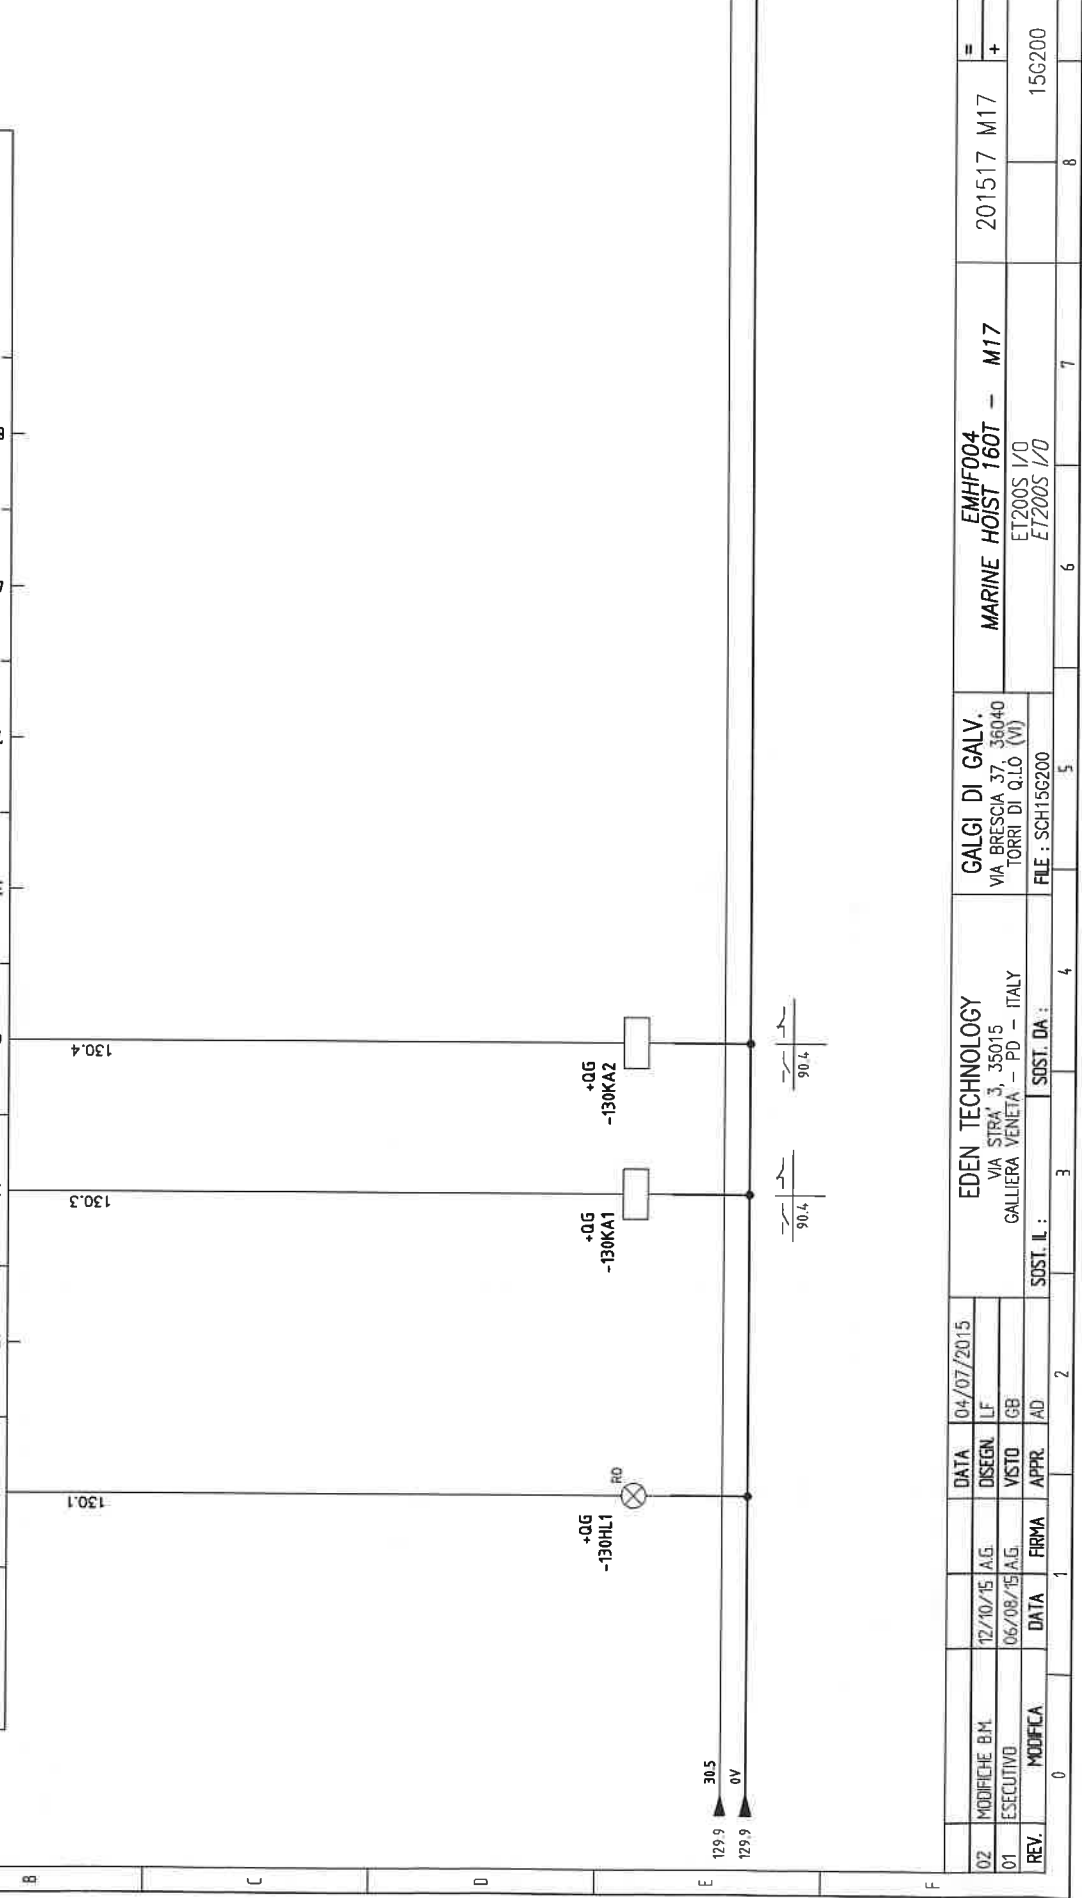 B
C
D
E
F
130.1
130.3
130.4
+QG
-130HL1
RD
+QG
-130KA1
+QG
-130KA2
90.4
90.4
129.9
30.5
129.9
0V
02
MODIFICHE B.M.
12/10/15
A.G.
01
ESECUTIVO
06/08/15
A.G.
REV.
MODIFICA
DATA
FIRMA
DATA
04/07/2015
DISEGN.
LF
VISTO
GB
APPR.
AD
EDEN TECHNOLOGY
VIA STRA' 3, 35015
GALLIERA VENETA - PD - ITALY
SOST. IL :
SOST. DA :
GALGI DI GALV.
VIA BRESCIA 37, 36040
TORRI DI Q.LO (VI)
FILE : SCH15G200
EMHF004
MARINE HOIST 160T - M17
ET200S I/O
ET200S I/O
201517 M17
=
+
15G200
0
1
2
3
4
5
6
7
8